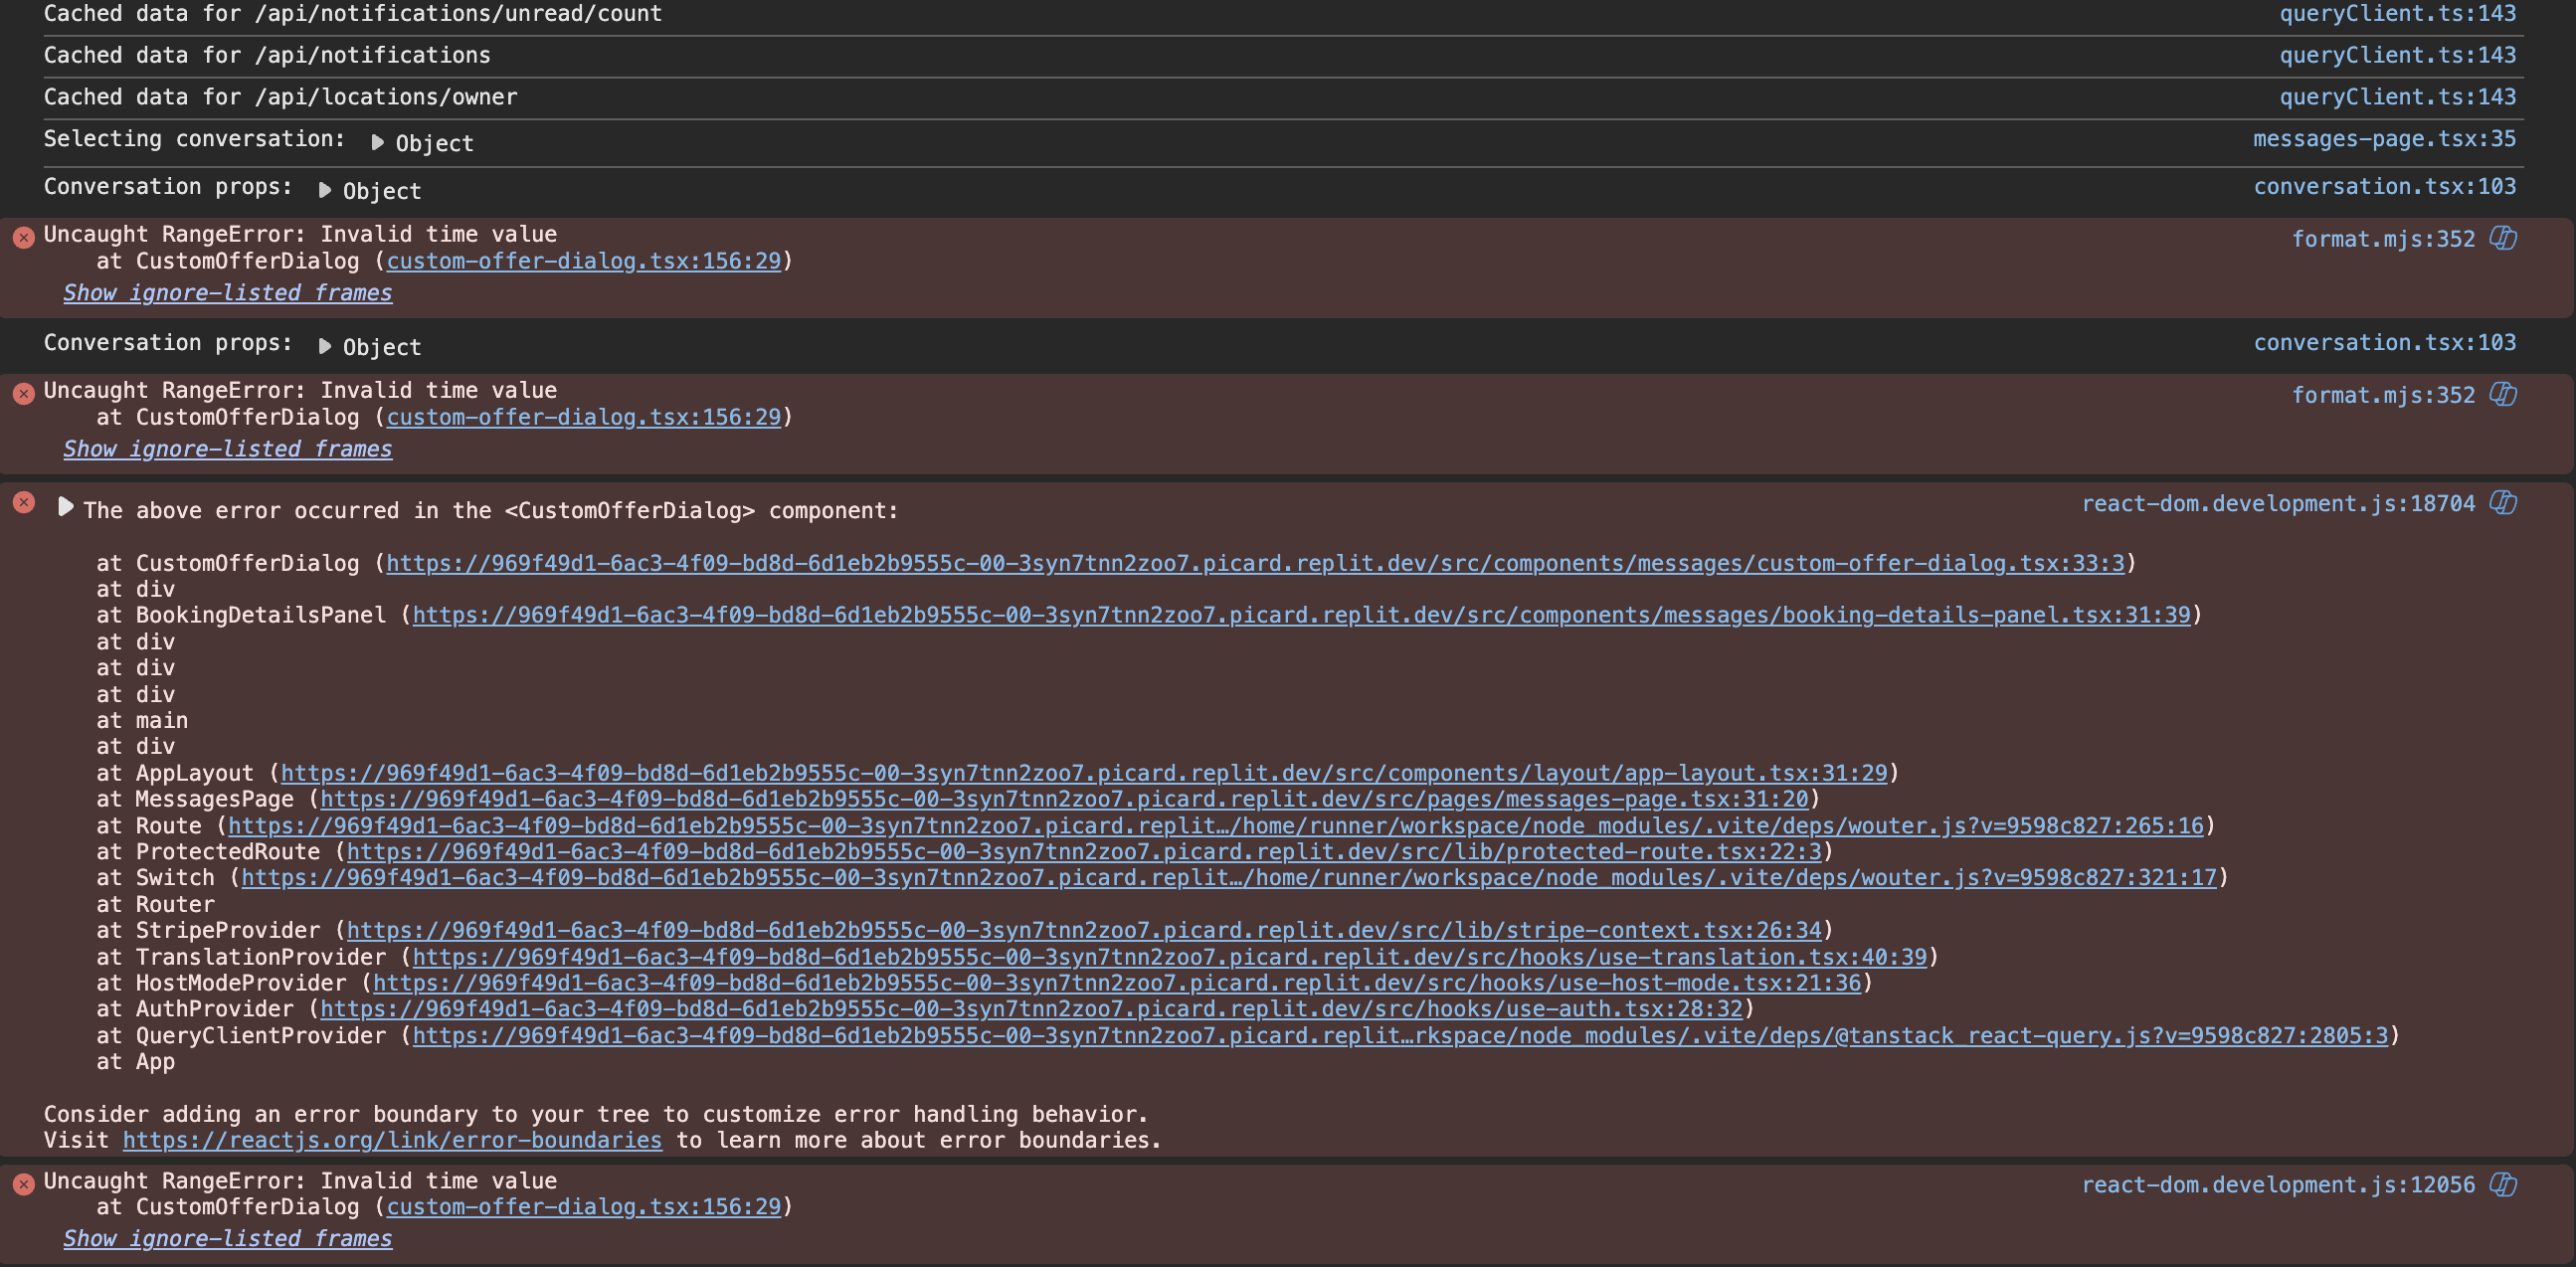 Cached data for /api/notifications/unread/count queryClient.ts:143
Cached data for /api/notifications queryClient.ts:143
Cached data for /api/locations/owner queryClient.ts:143
Selecting conversation: ▶ Object messages-page.tsx:35
Conversation props: ▶ Object conversation.tsx:103
Uncaught RangeError: Invalid time value format.mjs:352
at CustomOfferDialog (custom-offer-dialog.tsx:156:29)
Show ignore-listed frames
Conversation props: ▶ Object conversation.tsx:103
Uncaught RangeError: Invalid time value format.mjs:352
at CustomOfferDialog (custom-offer-dialog.tsx:156:29)
Show ignore-listed frames
▶ The above error occurred in the <CustomOfferDialog> component: react-dom.development.js:18704
at CustomOfferDialog (https://969f49d1-6ac3-4f09-bd8d-6d1eb2b9555c-00-3syn7tnn2zoo7.picard.replit.dev/src/components/messages/custom-offer-dialog.tsx:33:3)
at div
at BookingDetailsPanel (https://969f49d1-6ac3-4f09-bd8d-6d1eb2b9555c-00-3syn7tnn2zoo7.picard.replit.dev/src/components/messages/booking-details-panel.tsx:31:39)
at div
at div
at div
at main
at div
at AppLayout (https://969f49d1-6ac3-4f09-bd8d-6d1eb2b9555c-00-3syn7tnn2zoo7.picard.replit.dev/src/components/layout/app-layout.tsx:31:29)
at MessagesPage (https://969f49d1-6ac3-4f09-bd8d-6d1eb2b9555c-00-3syn7tnn2zoo7.picard.replit.dev/src/pages/messages-page.tsx:31:20)
at Route (https://969f49d1-6ac3-4f09-bd8d-6d1eb2b9555c-00-3syn7tnn2zoo7.picard.replit…/home/runner/workspace/node_modules/.vite/deps/wouter.js?v=9598c827:265:16)
at ProtectedRoute (https://969f49d1-6ac3-4f09-bd8d-6d1eb2b9555c-00-3syn7tnn2zoo7.picard.replit.dev/src/lib/protected-route.tsx:22:3)
at Switch (https://969f49d1-6ac3-4f09-bd8d-6d1eb2b9555c-00-3syn7tnn2zoo7.picard.replit…/home/runner/workspace/node_modules/.vite/deps/wouter.js?v=9598c827:321:17)
at Router
at StripeProvider (https://969f49d1-6ac3-4f09-bd8d-6d1eb2b9555c-00-3syn7tnn2zoo7.picard.replit.dev/src/lib/stripe-context.tsx:26:34)
at TranslationProvider (https://969f49d1-6ac3-4f09-bd8d-6d1eb2b9555c-00-3syn7tnn2zoo7.picard.replit.dev/src/hooks/use-translation.tsx:40:39)
at HostModeProvider (https://969f49d1-6ac3-4f09-bd8d-6d1eb2b9555c-00-3syn7tnn2zoo7.picard.replit.dev/src/hooks/use-host-mode.tsx:21:36)
at AuthProvider (https://969f49d1-6ac3-4f09-bd8d-6d1eb2b9555c-00-3syn7tnn2zoo7.picard.replit.dev/src/hooks/use-auth.tsx:28:32)
at QueryClientProvider (https://969f49d1-6ac3-4f09-bd8d-6d1eb2b9555c-00-3syn7tnn2zoo7.picard.replit…rkspace/node_modules/.vite/deps/@tanstack_react-query.js?v=9598c827:2805:3)
at App
Consider adding an error boundary to your tree to customize error handling behavior.
Visit https://reactjs.org/link/error-boundaries to learn more about error boundaries.
Uncaught RangeError: Invalid time value react-dom.development.js:12056
at CustomOfferDialog (custom-offer-dialog.tsx:156:29)
Show ignore-listed frames